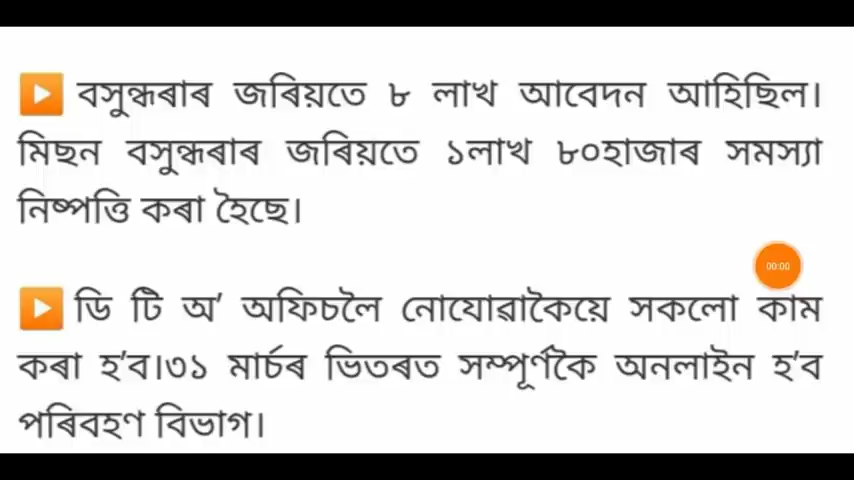 ▶ বসুন্ধৰাৰ জৰিয়তে ৮ লাখ আবেদন আহিছিল।
মিছন বসুন্ধৰাৰ জৰিয়তে ১লাখ ৮০হাজাৰ সমস্যা
নিষ্পত্তি কৰা হৈছে।
00:00
▶ ডি টি অ’ অফিচলৈ নোযোৱাকৈয়ে সকলো কাম
কৰা হ’ব।৩১ মাৰ্চৰ ভিতৰত সম্পূৰ্ণকৈ অনলাইন হ’ব
পৰিবহণ বিভাগ।